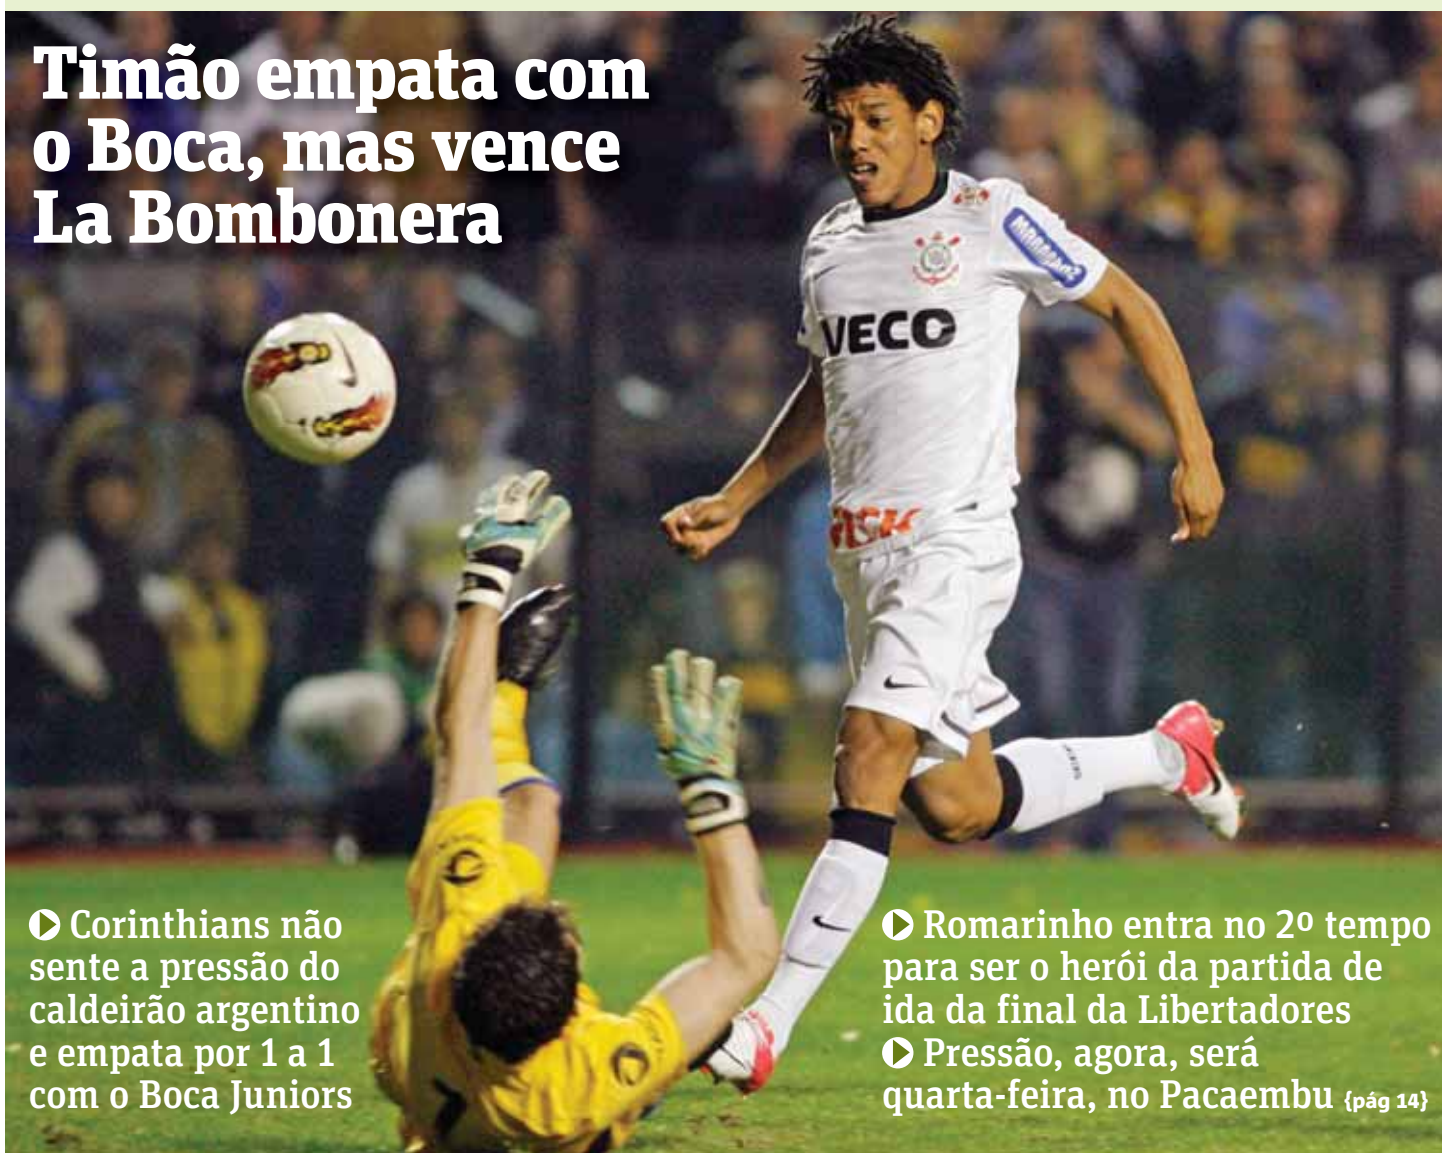 Timão empata com
o Boca, mas vence
La Bombonera
VECO
Corinthians não
sente a pressão do
caldeirão argentino
e empata por 1 a 1
com o Boca Juniors
Romarinho entra no 2º tempo
para ser o herói da partida de
ida da final da Libertadores
Pressão, agora, será
quarta-feira, no Pacaembu {pág 14}